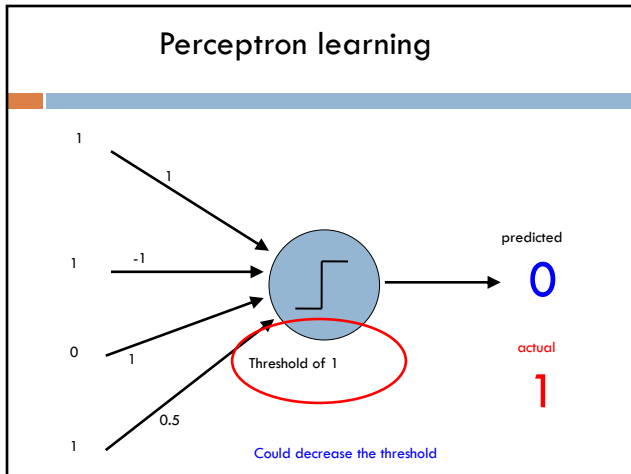 Perceptron learning
1
1
predicted
1
-1
0
0
1
Threshold of 1
actual
1
0.5
1
Could decrease the threshold